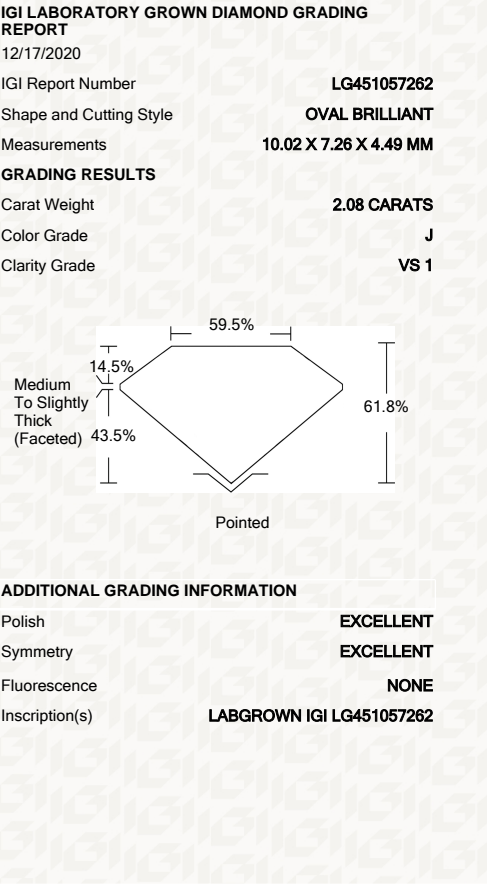 IGI LABORATORY GROWN DIAMOND GRADING
REPORT
12/17/2020
IGI Report Number LG451057262
Shape and Cutting Style OVAL BRILLIANT
Measurements 10.02 X 7.26 X 4.49 MM
GRADING RESULTS
Carat Weight 2.08 CARATS
Color Grade J
Clarity Grade VS 1
59.5%
14.5%
Medium
To Slightly
Thick
(Faceted)
43.5%
61.8%
Pointed
ADDITIONAL GRADING INFORMATION
Polish EXCELLENT
Symmetry EXCELLENT
Fluorescence NONE
Inscription(s) LABGROWN IGI LG451057262